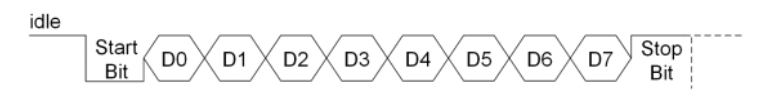 idle
Start
Bit
D0
D1
D2
D3
D4
D5
D6
D7
Stop
Bit